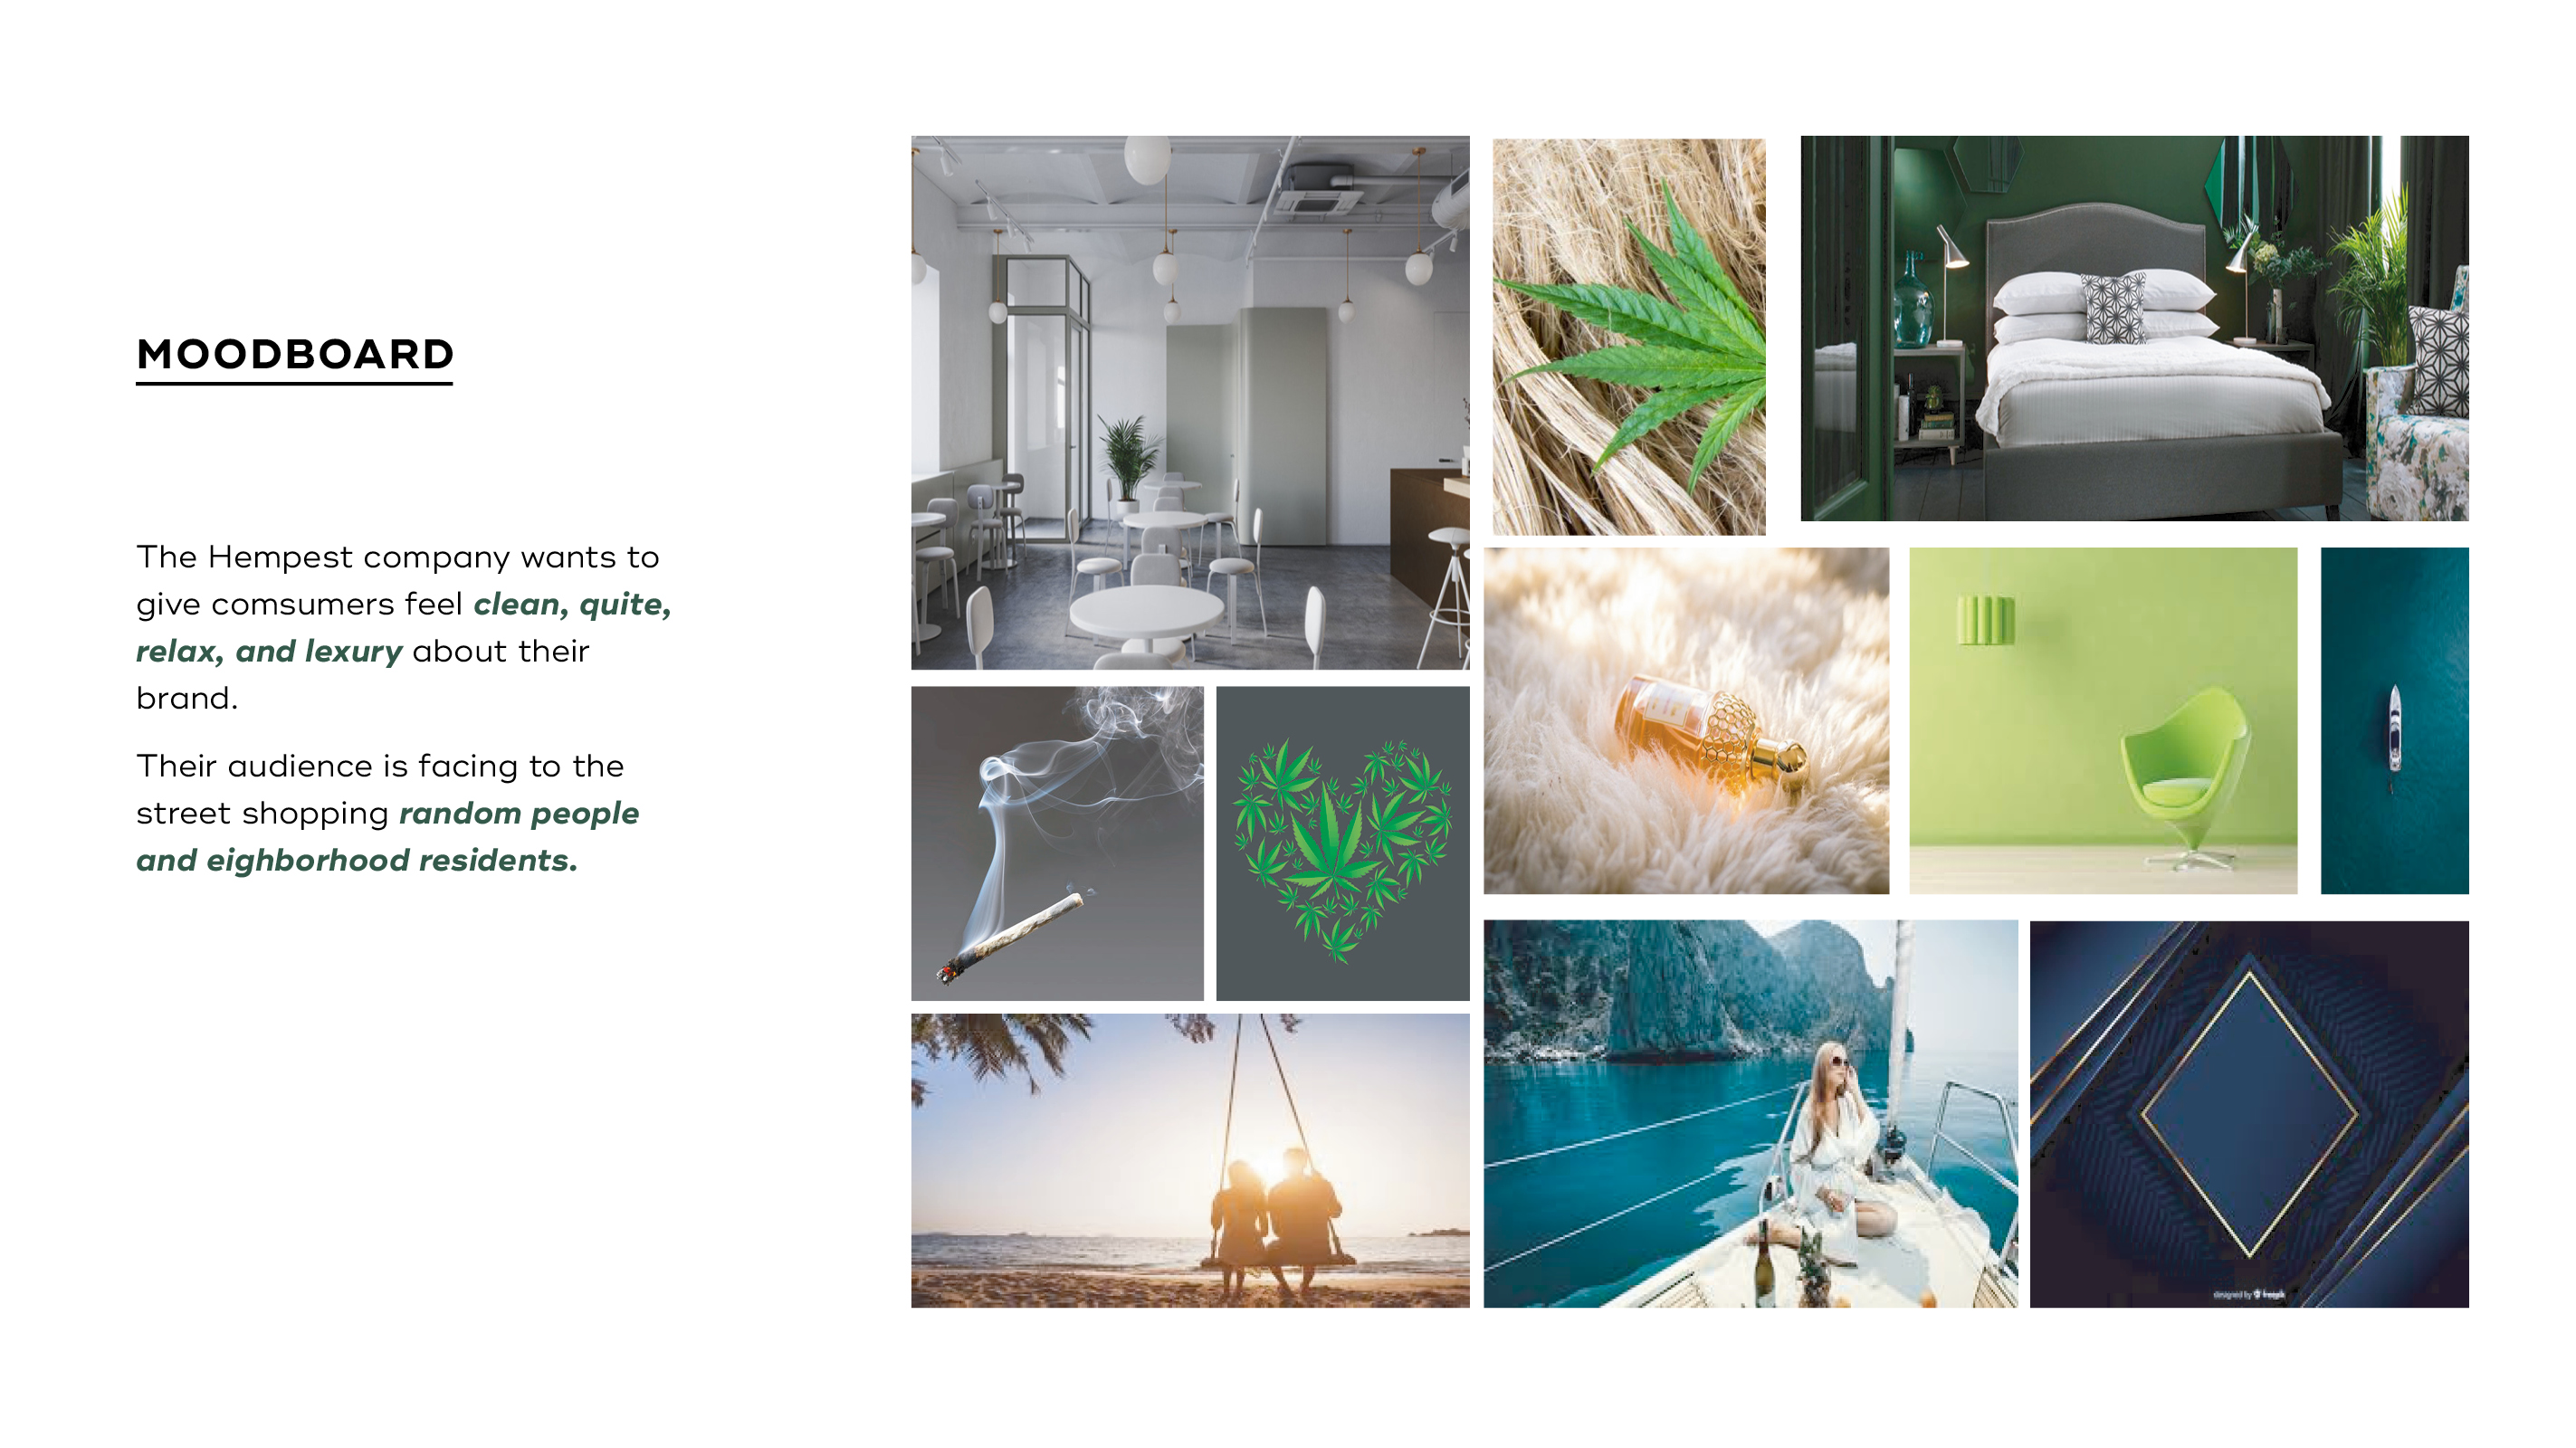 MOODBOARD
The Hempest company wants to
give comsumers feel clean, quite,
relax, and lexury about their
brand.
Their audience is facing to the
street shopping random people
and eighborhood residents.
designed by freepik